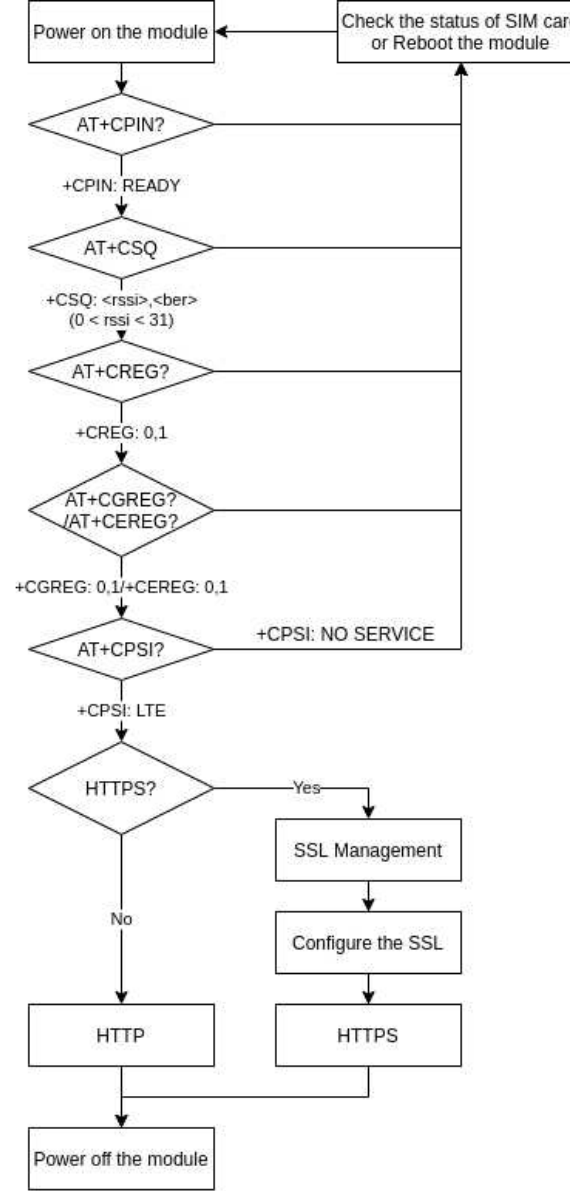 Power on the module
Check the status of SIM card
or Reboot the module
AT+CPIN?
+CPIN: READY
AT+CSQ
+CSQ: <rssi>,<ber>
(0 < rssi < 31)
AT+CREG?
+CREG: 0,1
AT+CGREG?
/AT+CEREG?
+CGREG: 0,1/+CEREG: 0,1
AT+CPSI?
+CPSI: NO SERVICE
+CPSI: LTE
HTTPS?
Yes
SSL Management
Configure the SSL
No
HTTP
HTTPS
Power off the module